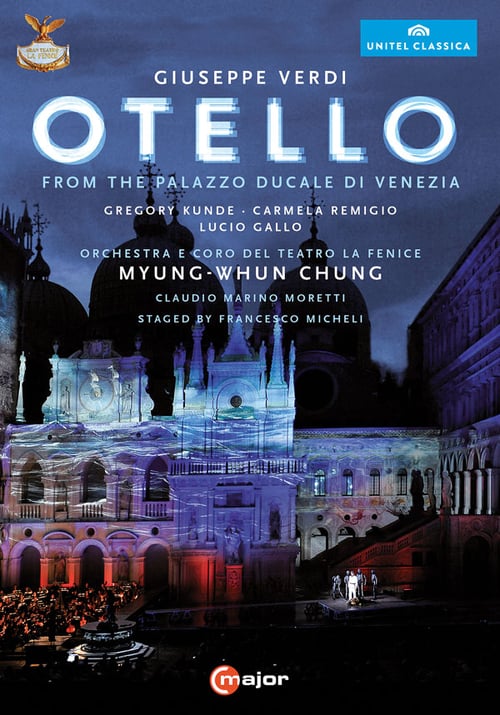 GRAN TEATRO
LA FENICE
UNITEL CLASSICA
GIUSEPPE VERDI
OTELLO
FROM THE PALAZZO DUCALE DI VENEZIA
GREGORY KUNDE · CARMELA REMIGIO
LUCIO GALLO
ORCHESTRA E CORO DEL TEATRO LA FENICE
MYUNG-WHUN CHUNG
CLAUDIO MARINO MORETTI
STAGED BY FRANCESCO MICHELI
C major